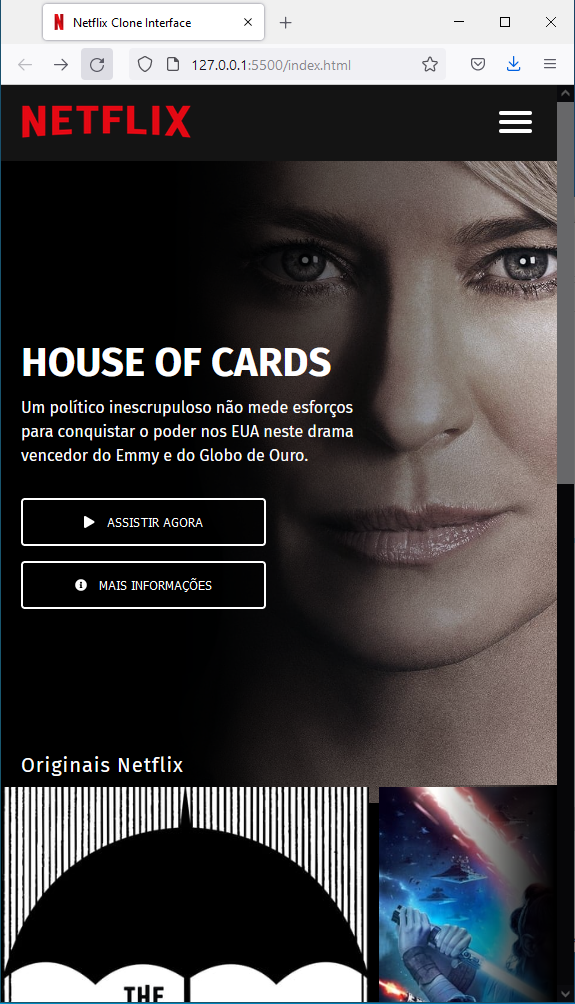 Netflix Clone Interface
127.0.0.1:5500/index.html
NETFLIX
HOUSE OF CARDS
Um político inescrupuloso não mede esforços
para conquistar o poder nos EUA neste drama
vencedor do Emmy e do Globo de Ouro.
ASSISTIR AGORA
MAIS INFORMAÇÕES
Originais Netflix
THE